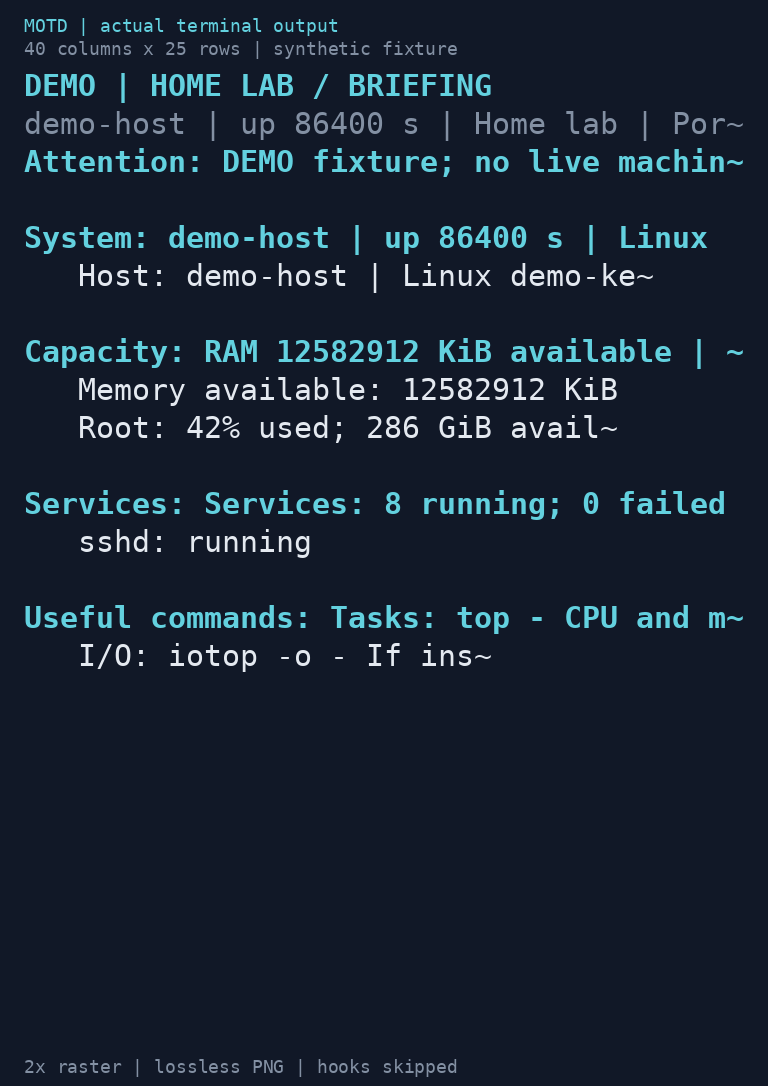 MOTD | actual terminal output
40 columns x 25 rows | synthetic fixture
DEMO | HOME LAB / BRIEFING
demo-host | up 86400 s | Home lab | Por~
Attention: DEMO fixture; no live machin~
System: demo-host | up 86400 s | Linux
Host: demo-host | Linux demo-ke~
Capacity: RAM 12582912 KiB available | ~
Memory available: 12582912 KiB
Root: 42% used; 286 GiB avail~
Services: Services: 8 running; 0 failed
sshd: running
Useful commands: Tasks: top - CPU and m~
I/O: iotop -o - If ins~
2x raster | lossless PNG | hooks skipped